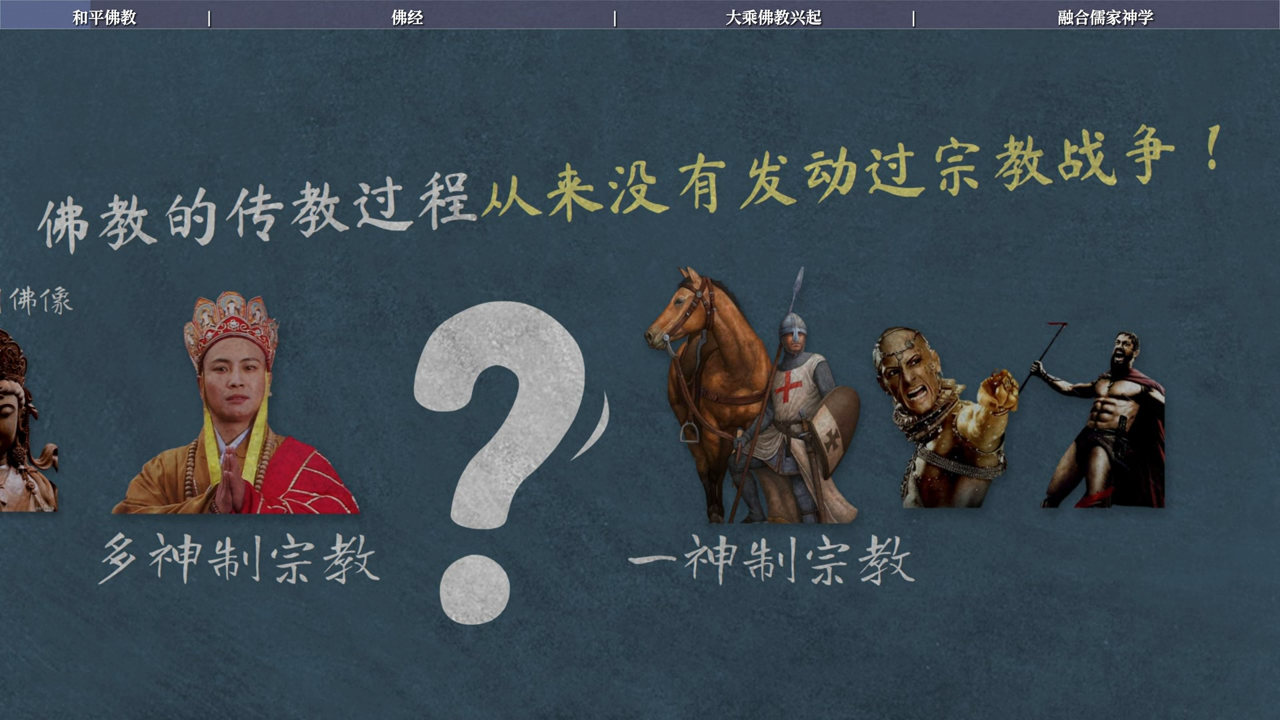 和平佛教 | 佛经 | 大乘佛教兴起 | 融合儒家神学
佛教的传教过程从来没有发动过宗教战争！
佛像
多神制宗教
？
一神制宗教